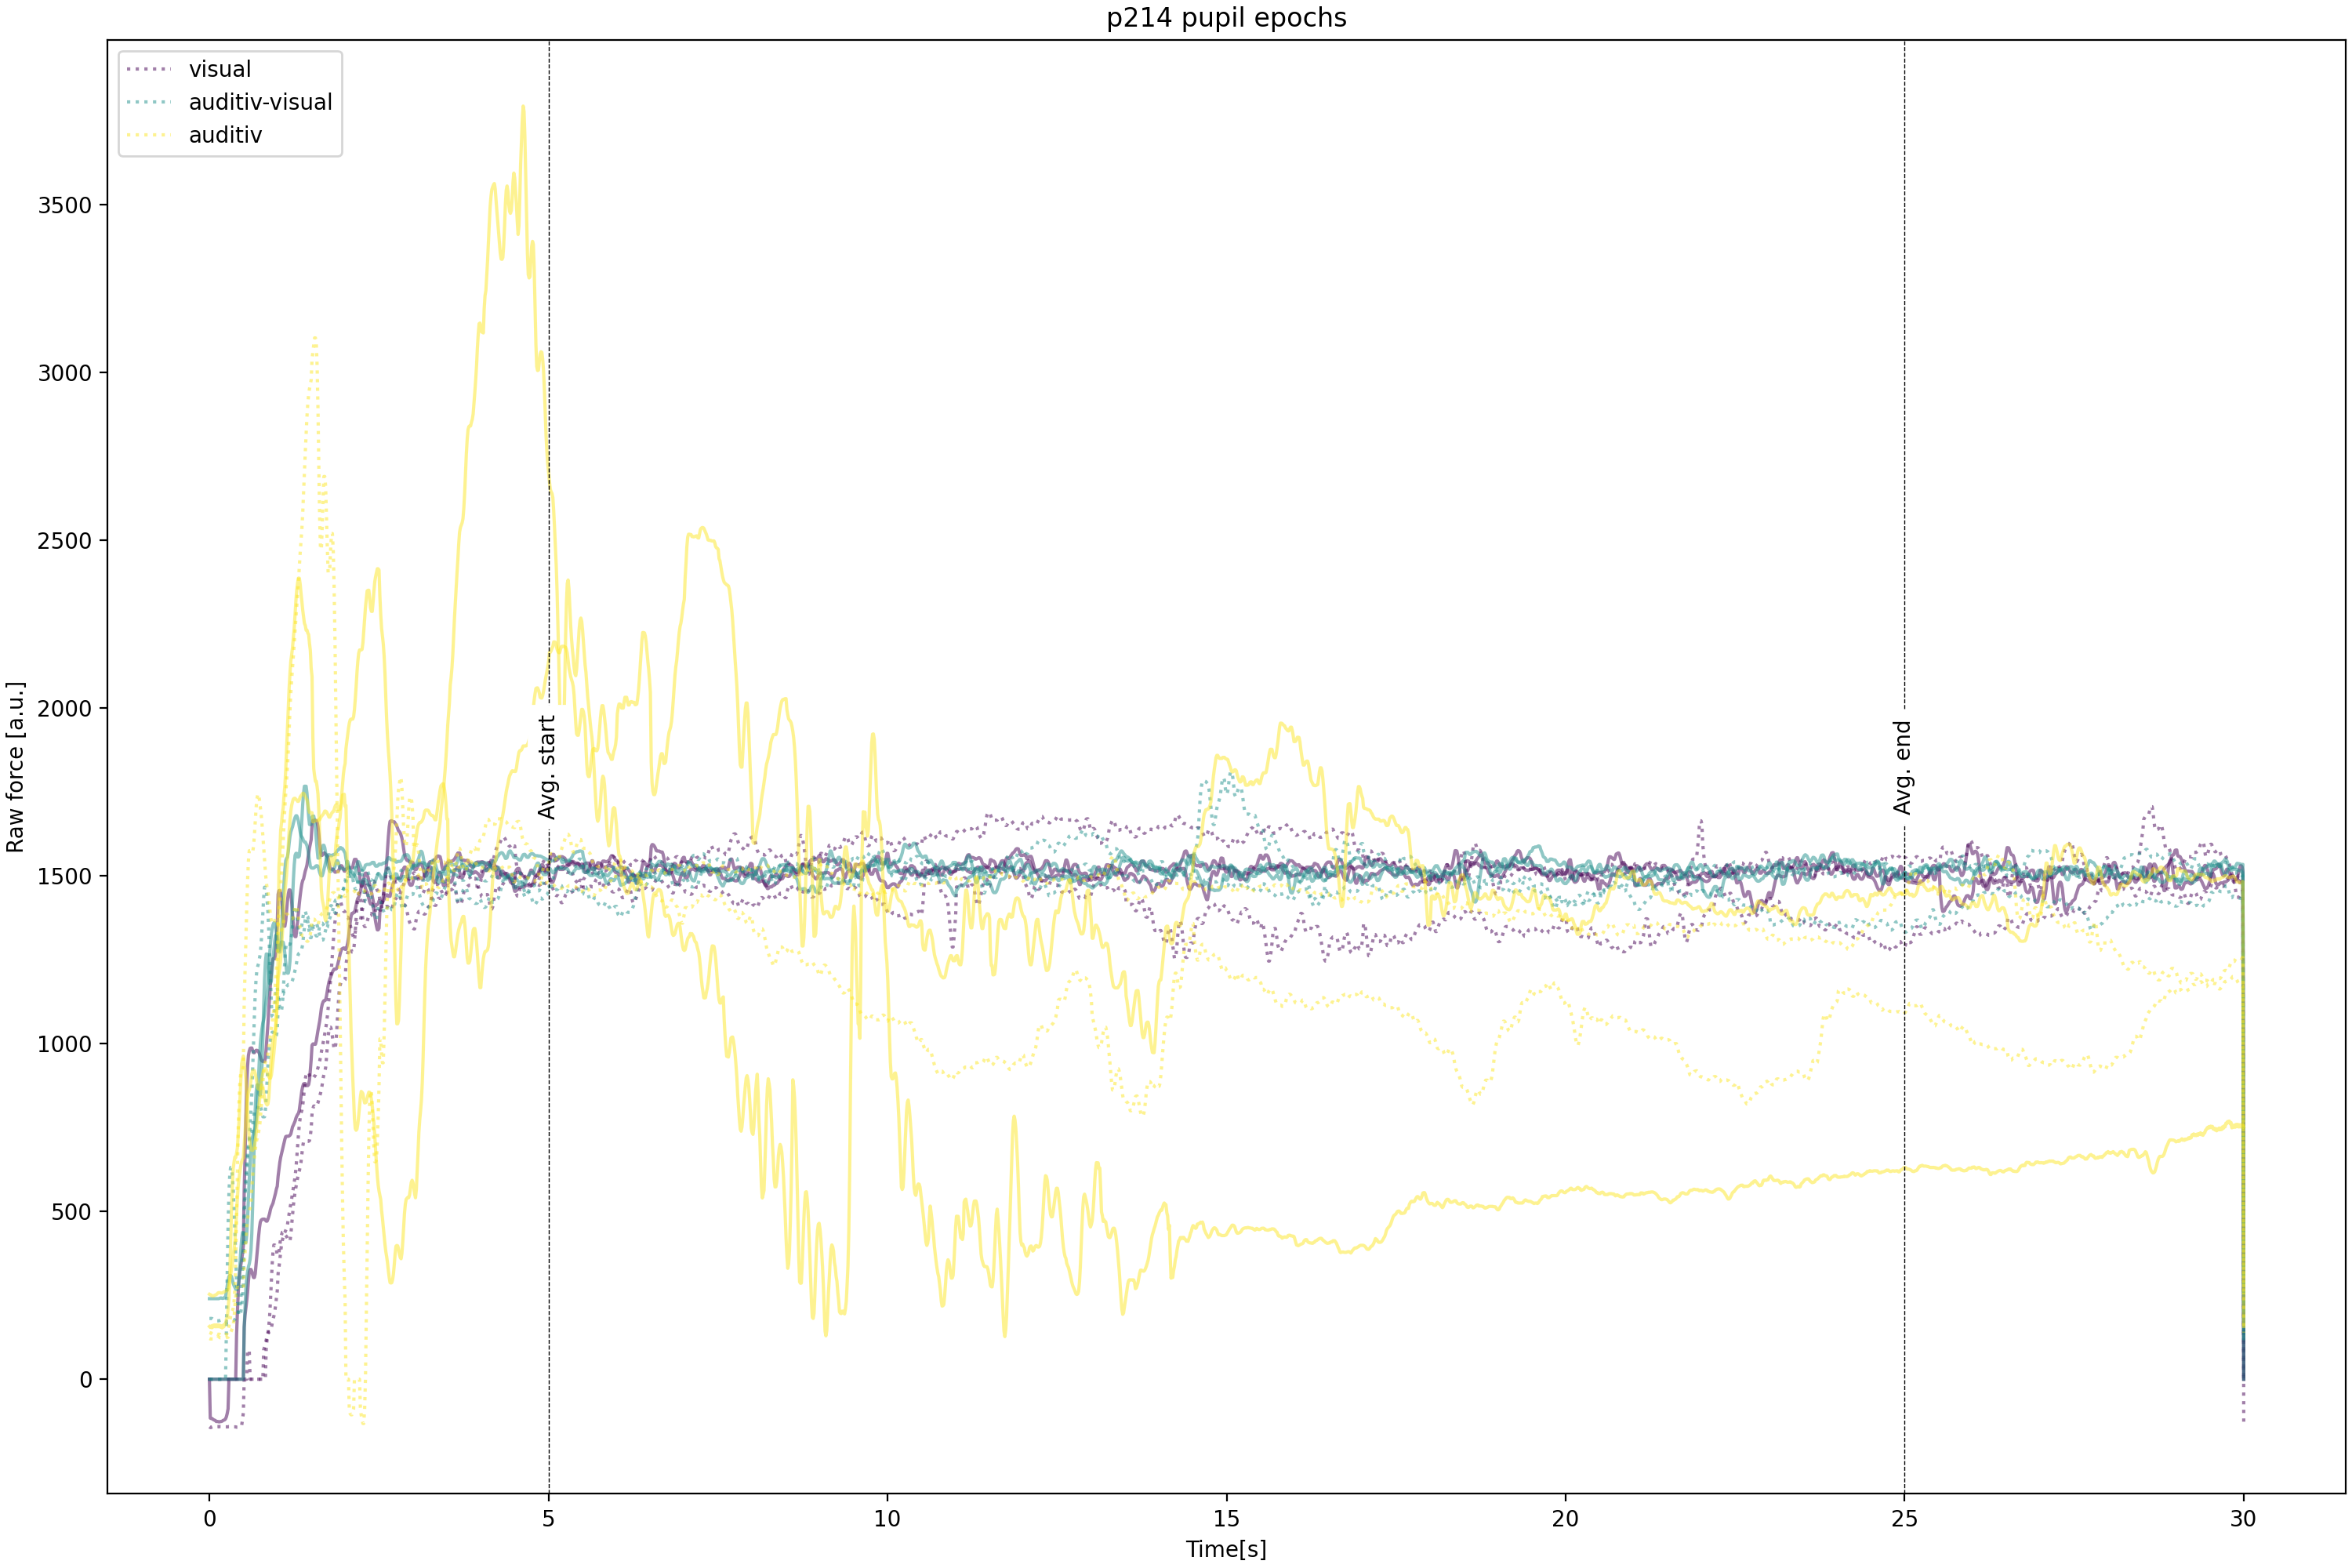 p214 pupil epochs
visual
auditiv-visual
auditiv
Raw force [a.u.]
3500
3000
2500
2000
1500
1000
500
0
Avg. start
Avg. end
0 5 10 15 20 25 30
Time[s]